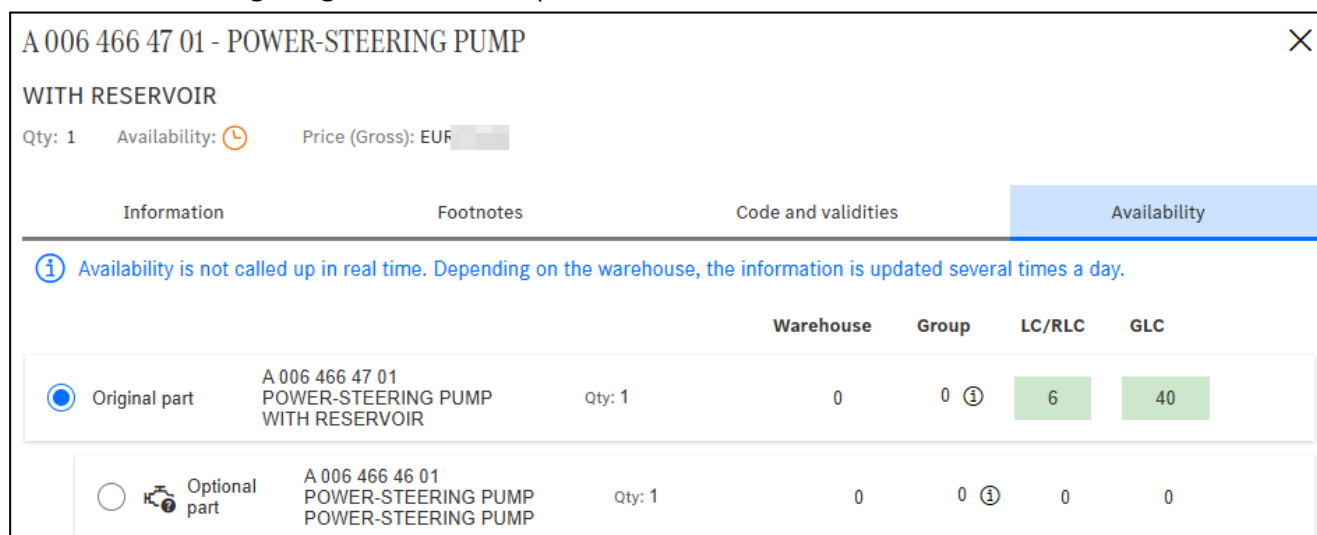 A 006 466 47 01 - POWER-STEERING PUMP
WITH RESERVOIR
Qty: 1 Availability: Price (Gross): EUR
Information Footnotes Code and validities Availability
Availability is not called up in real time. Depending on the warehouse, the information is updated several times a day.
Warehouse Group LC/RLC GLC
Original part
A 006 466 47 01
POWER-STEERING PUMP
WITH RESERVOIR
Qty: 1 0 0 6 40
Optional
part
A 006 466 46 01
POWER-STEERING PUMP
POWER-STEERING PUMP
Qty: 1 0 0 0 0